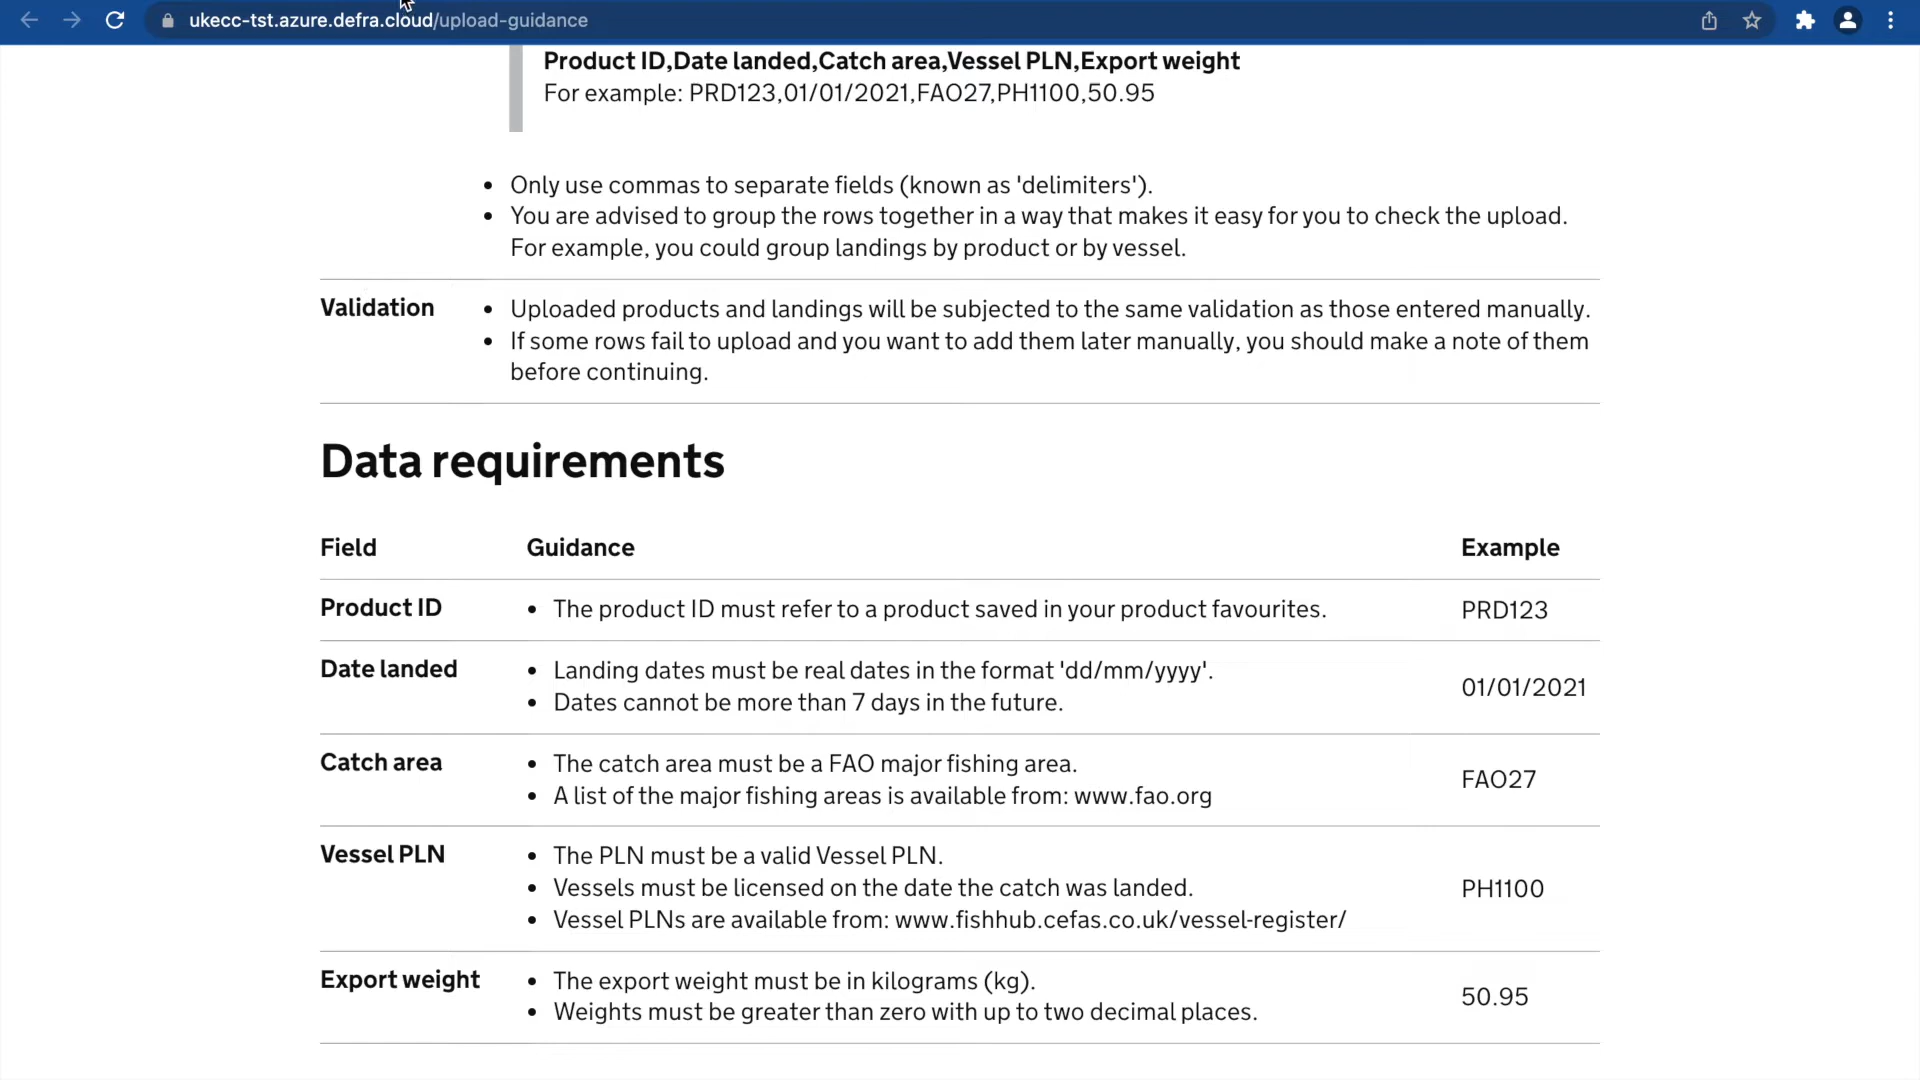 ukecc-tst.azure.defra.cloud/upload-guidance
Product ID,Date landed,Catch area,Vessel PLN,Export weight
For example: PRD123,01/01/2021,FAO27,PH1100,50.95
• Only use commas to separate fields (known as 'delimiters').
• You are advised to group the rows together in a way that makes it easy for you to check the upload.
For example, you could group landings by product or by vessel.
Validation
• Uploaded products and landings will be subjected to the same validation as those entered manually.
• If some rows fail to upload and you want to add them later manually, you should make a note of them
before continuing.
Data requirements
Field Guidance Example
Product ID • The product ID must refer to a product saved in your product favourites. PRD123
Date landed • Landing dates must be real dates in the format 'dd/mm/yyyy'.
• Dates cannot be more than 7 days in the future.
01/01/2021
Catch area • The catch area must be a FAO major fishing area.
• A list of the major fishing areas is available from: www.fao.org
FAO27
Vessel PLN • The PLN must be a valid Vessel PLN.
• Vessels must be licensed on the date the catch was landed.
• Vessel PLNs are available from: www.fishhub.cefas.co.uk/vessel-register/
PH1100
Export weight • The export weight must be in kilograms (kg).
• Weights must be greater than zero with up to two decimal places.
50.95